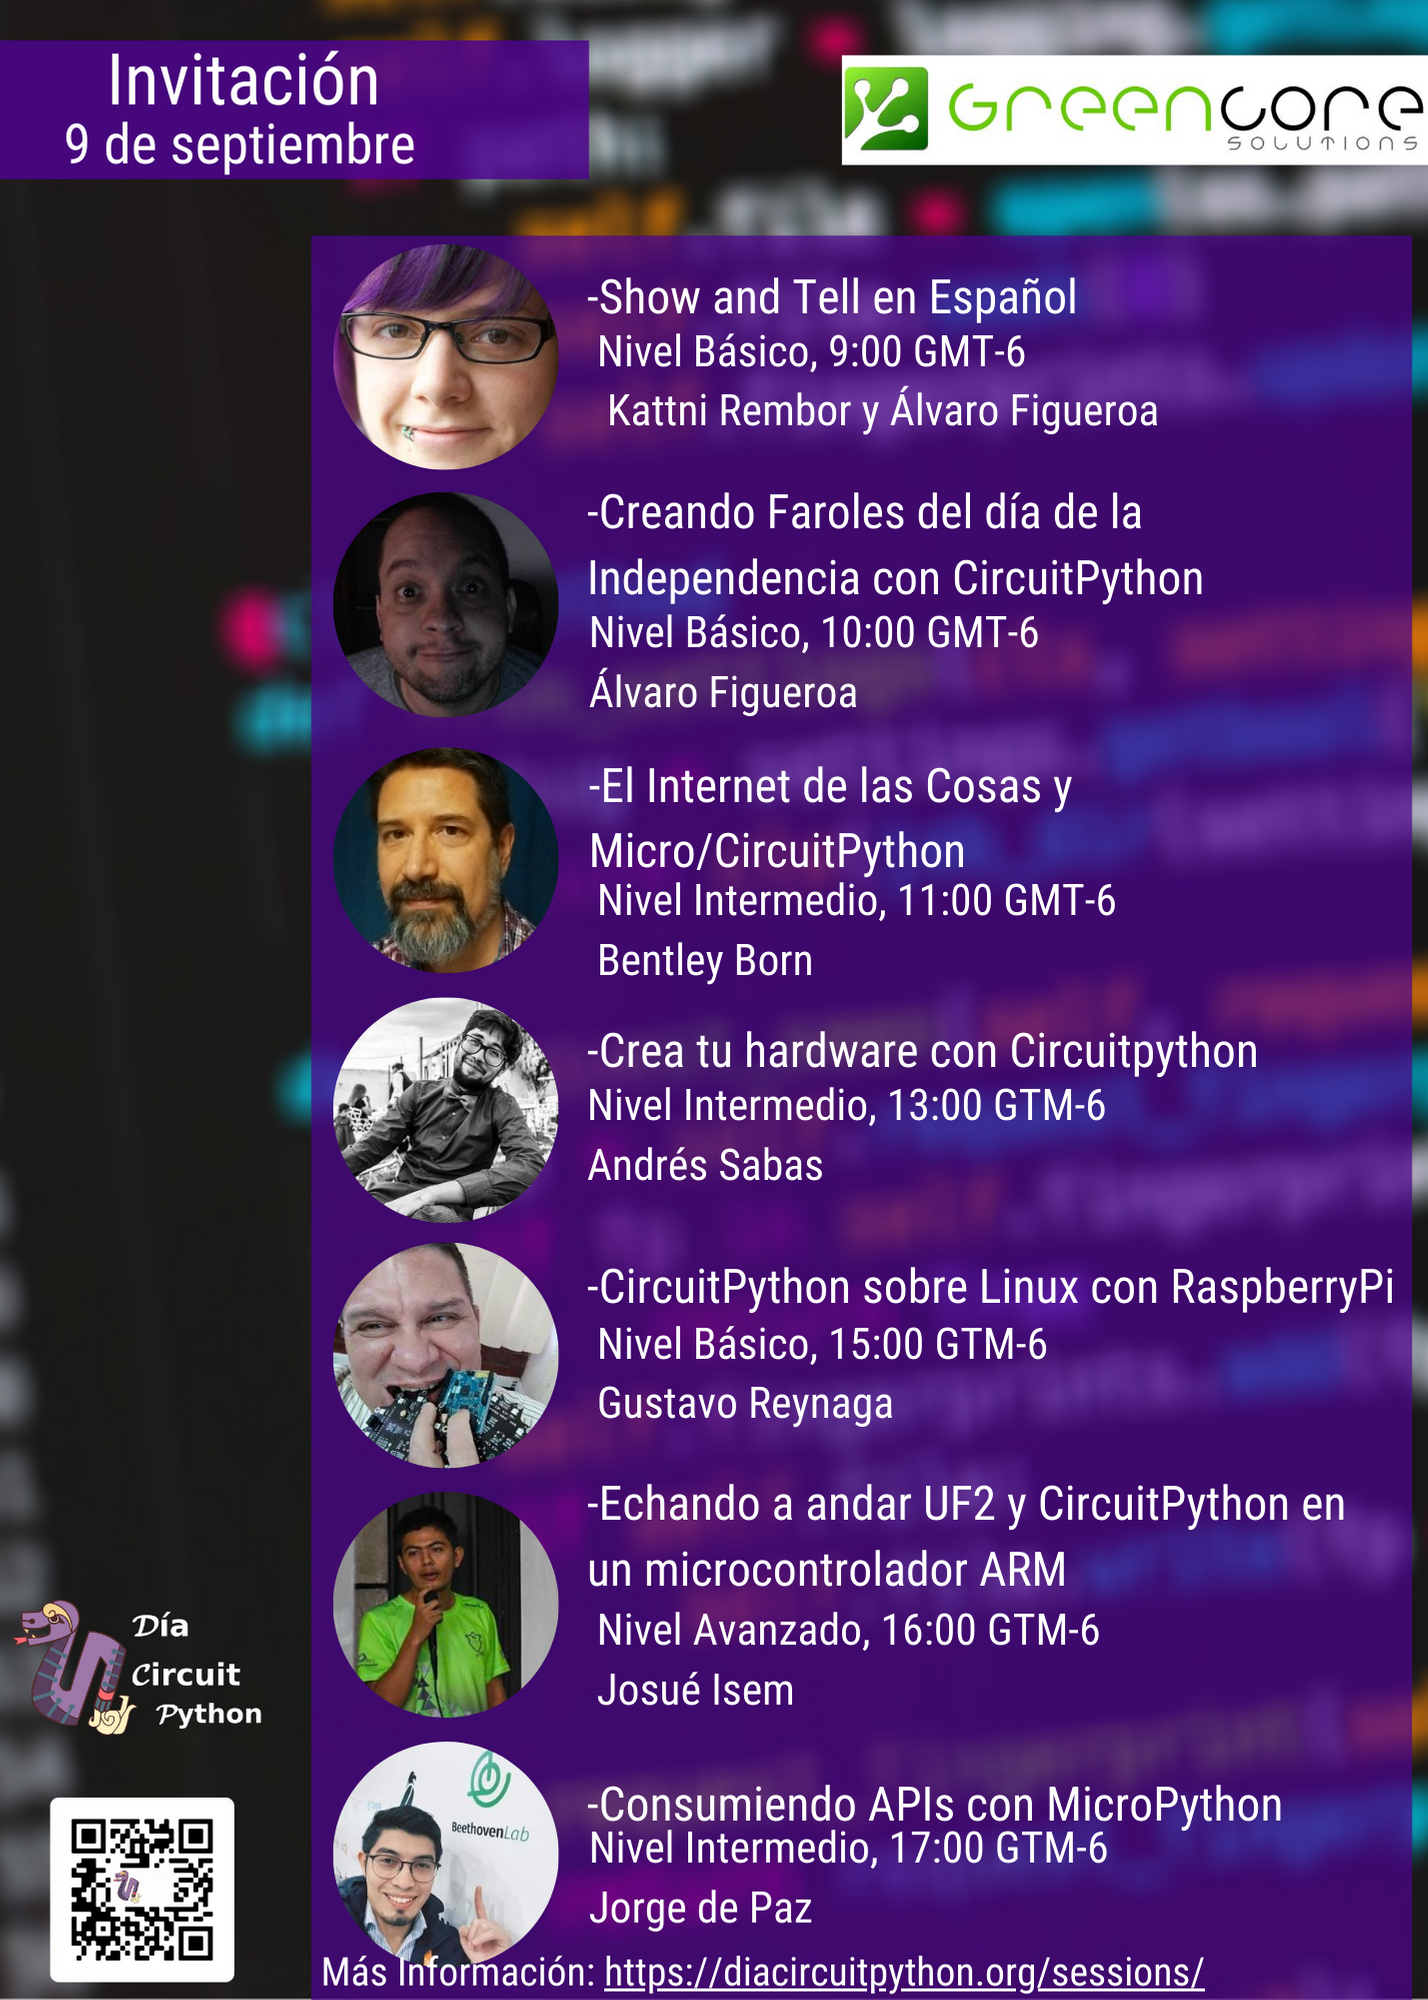 Invitación
9 de septiembre
Greencore
SOLUTIONS
-Show and Tell en Español
Nivel Básico, 9:00 GMT-6
Kattni Rembor y Álvaro Figueroa
-Creando Faroles del día de la
Independencia con CircuitPython
Nivel Básico, 10:00 GMT-6
Álvaro Figueroa
-El Internet de las Cosas y
Micro/CircuitPython
Nivel Intermedio, 11:00 GMT-6
Bentley Born
-Crea tu hardware con Circuitpython
Nivel Intermedio, 13:00 GTM-6
Andrés Sabas
-CircuitPython sobre Linux con RaspberryPi
Nivel Básico, 15:00 GTM-6
Gustavo Reynaga
-Echando a andar UF2 y CircuitPython en
un microcontrolador ARM
Nivel Avanzado, 16:00 GTM-6
Josué Isem
Día
Circuit
Python
BeethovenLab
-Consumiendo APIs con MicroPython
Nivel Intermedio, 17:00 GTM-6
Jorge de Paz
Más Información: https://diacircuitpython.org/sessions/